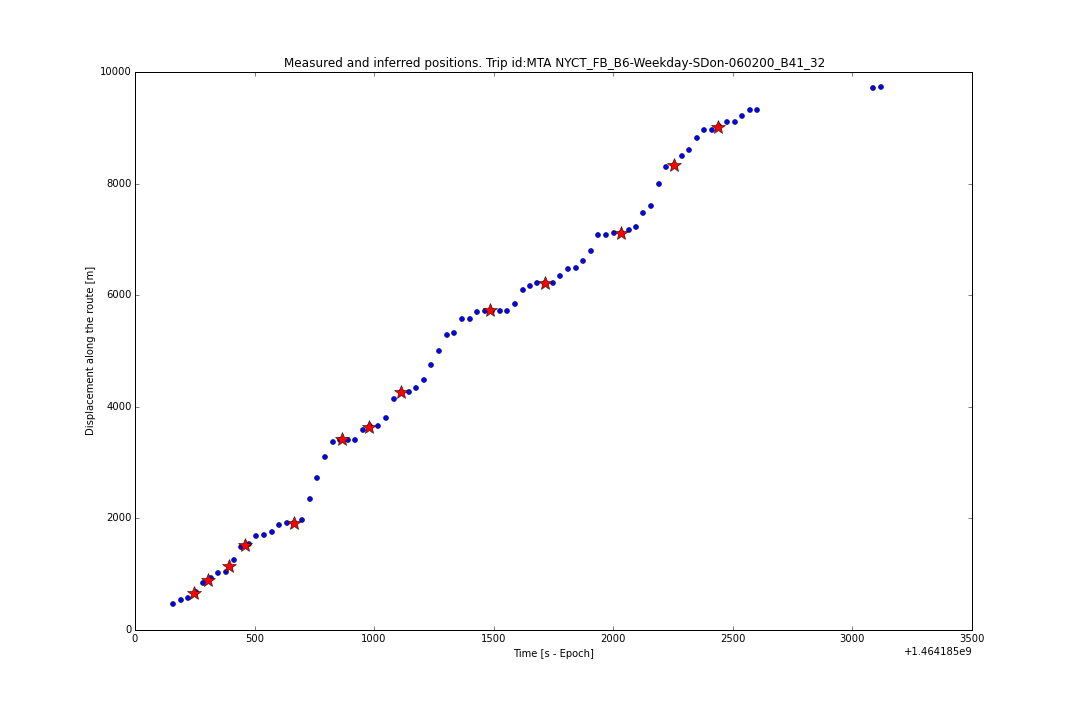 Measured and inferred positions. Trip id:MTA NYCT_FB_B6-Weekday-SDon-060200_B41_32
10000
8000
6000
4000
2000
0
Displacement along the route [m]
0 500 1000 1500 2000 2500 3000 3500
Time [s - Epoch]
+1.464185e9